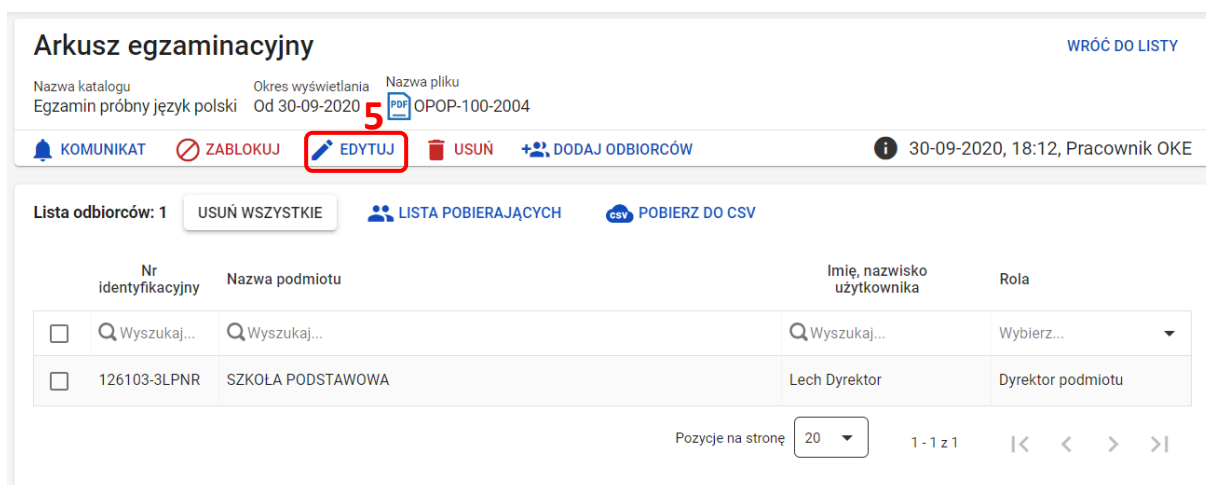 Arkusz egzaminacyjny
WRÓĆ DO LISTY
Nazwa katalogu Okres wyświetlania Nazwa pliku
Egzamin próbny język polski Od 30-09-2020 5 PDF OPOP-100-2004
KOMUNIKAT ZABLOKUJ EDYTUJ USUŃ DODAJ ODBIORCÓW 30-09-2020, 18:12, Pracownik OKE
Lista odbiorców: 1 USUŃ WSZYSTKIE LISTA POBIERAJĄCYCH CSV POBIERZ DO CSV
Nr identyfikacyjny Nazwa podmiotu Imię, nazwisko użytkownika Rola
Wyszukaj... Wyszukaj... Wyszukaj... Wybierz...
126103-3LPNR SZKOŁA PODSTAWOWA Lech Dyrektor Dyrektor podmiotu
Pozycje na stronę 20 1 - 1 z 1